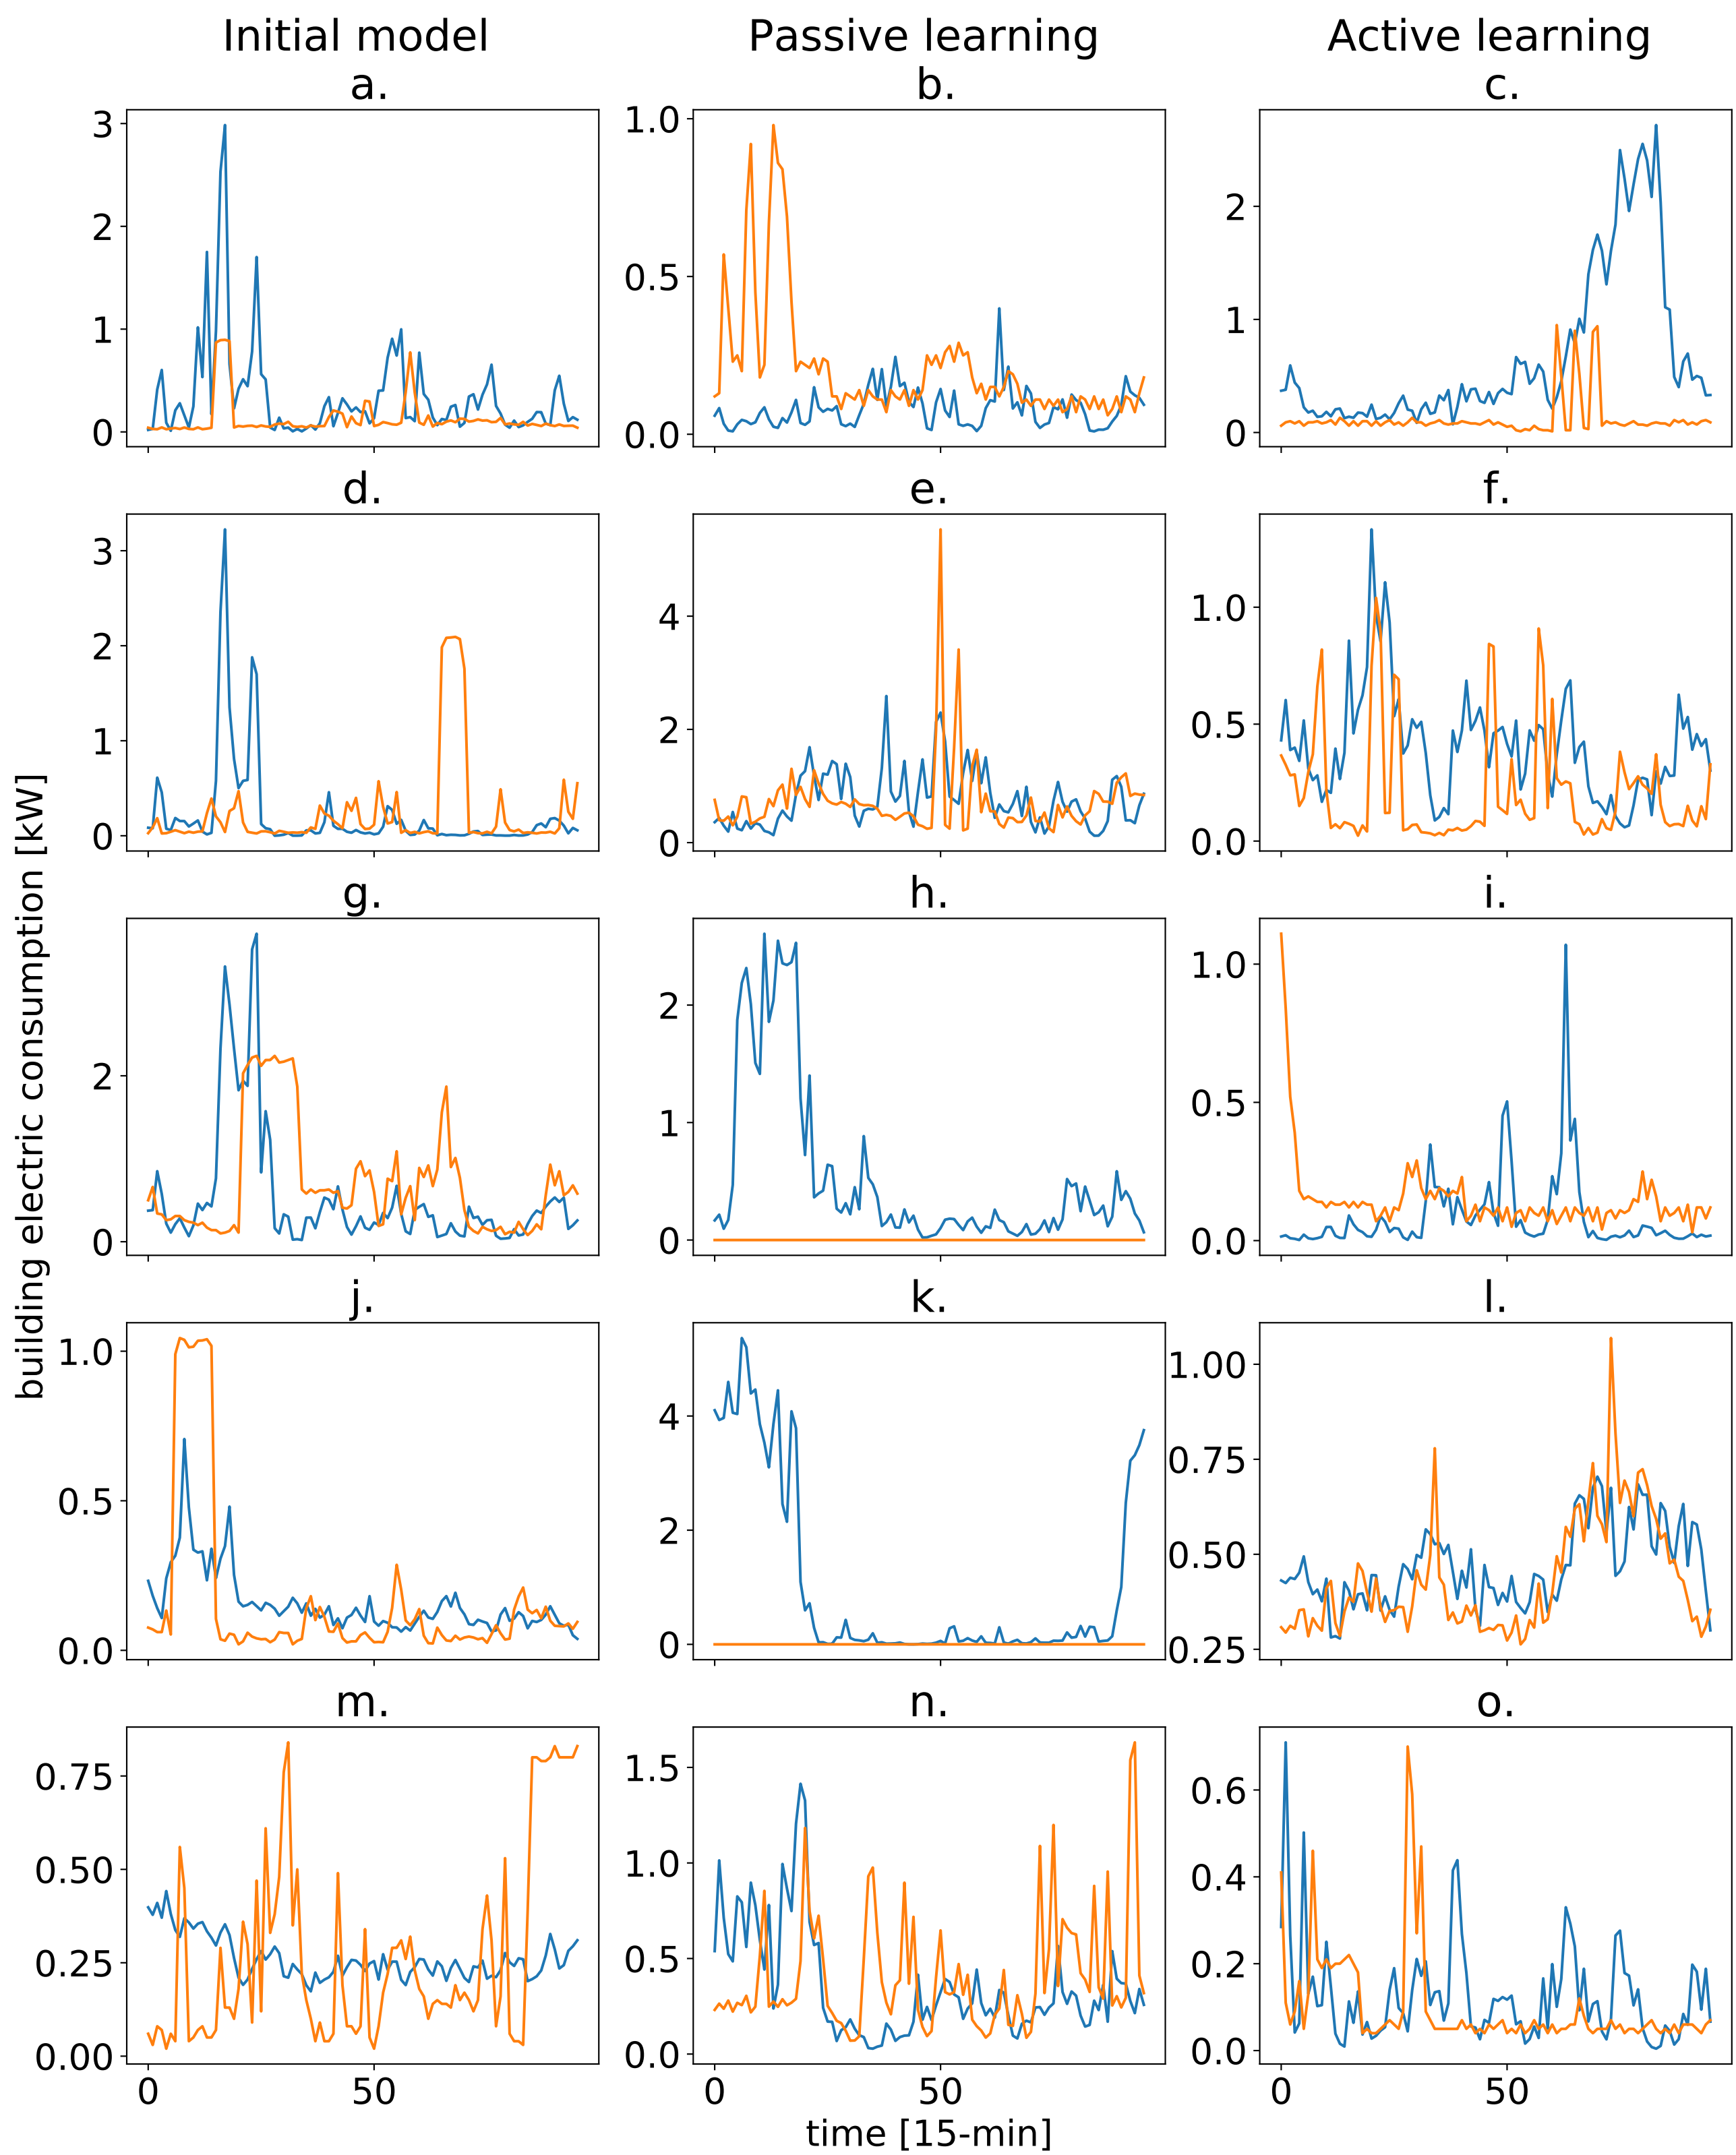 Initial model Passive learning Active learning
a. b. c.
3 1.0
2 2
0.5 1
1
0 0.0 0
d. e. f.
3
4 1.0
2
2 0.5
1
0 0 0.0
g. h. i.
1.0
2
2 0.5
1
0 0 0.0
building electric consumption [kW]
j. k. l.
1.0 1.00
4 0.75
0.5 2 0.50
0.0 0 0.25
m. n. o.
0.75 1.5 0.6
0.50 1.0 0.4
0.25 0.5 0.2
0.00 0.0 0.0
0 50 0 50 0 50
time [15-min]